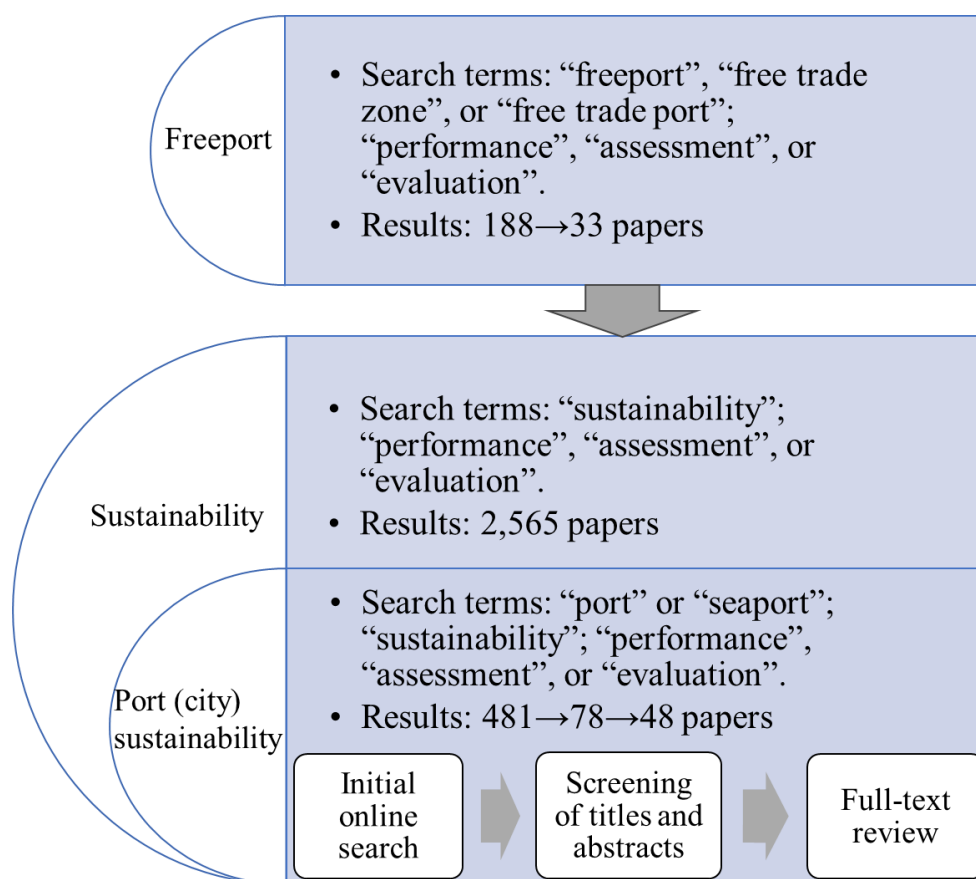 Freeport
• Search terms: “freeport”, “free trade
zone”, or “free trade port”;
“performance”, “assessment”, or
“evaluation”.
• Results: 188→33 papers
Sustainability
• Search terms: “sustainability”;
“performance”, “assessment”, or
“evaluation”.
• Results: 2,565 papers
Port (city)
sustainability
• Search terms: “port” or “seaport”;
“sustainability”; “performance”,
“assessment”, or “evaluation”.
• Results: 481→78→48 papers
Initial
online
search
Screening
of titles and
abstracts
Full-text
review